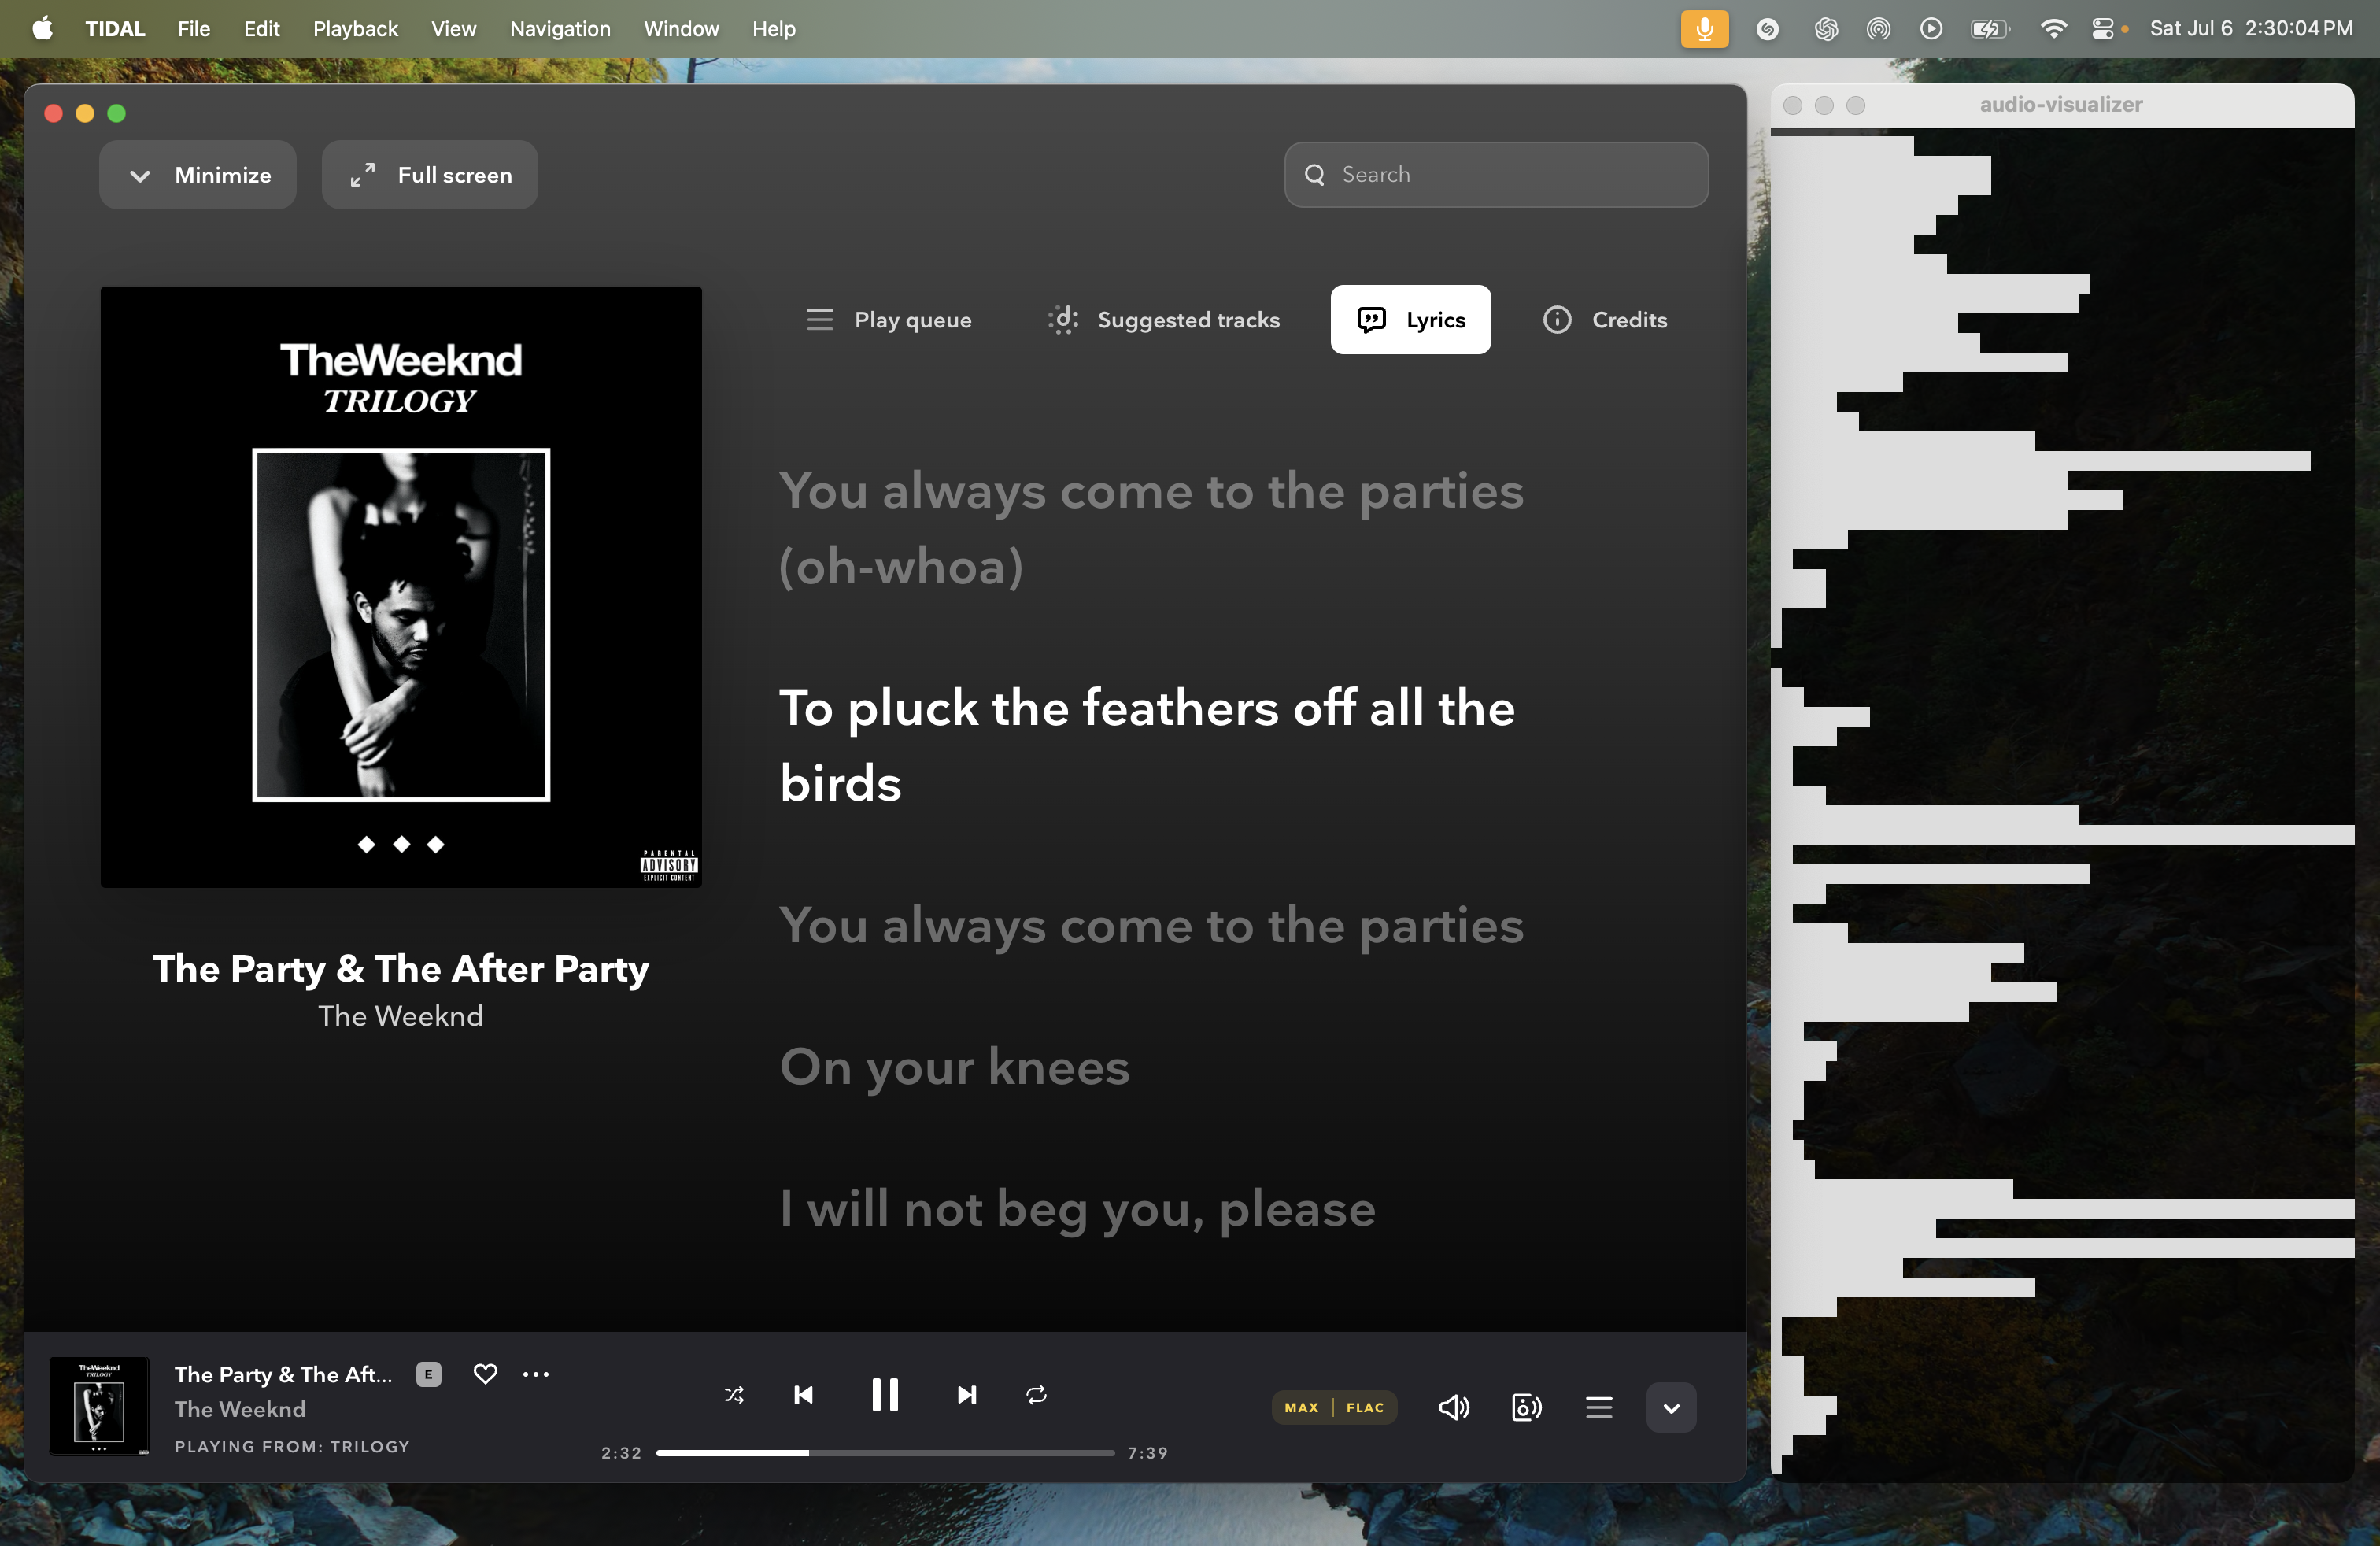 TIDAL File Edit Playback View Navigation Window Help Sat Jul 6 2:30:04 PM
audio-visualizer
Minimize Full screen Search
Play queue Suggested tracks Lyrics Credits
TheWeeknd
TRILOGY
PARENTAL
ADVISORY
EXPLICIT CONTENT
The Party & The After Party
The Weeknd
You always come to the parties
(oh-whoa)
To pluck the feathers off all the
birds
You always come to the parties
On your knees
I will not beg you, please
TheWeeknd
TRILOGY
The Party & The Aft... E
The Weeknd
PLAYING FROM: TRILOGY
2:32 7:39
MAX | FLAC